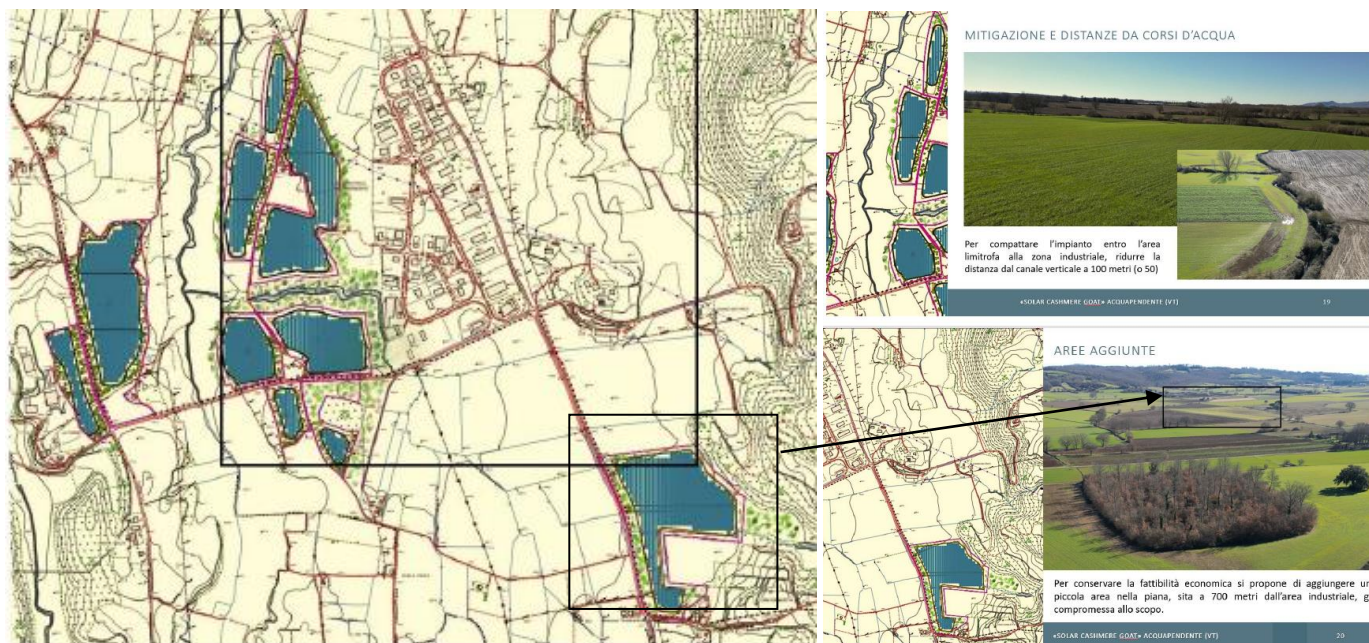 MITIGAZIONE E DISTANZE DA CORSI D'ACQUA
Per compattare l'impianto entro l'area
limitrofa alla zona industriale, ridurre la
distanza dal canale verticale a 100 metri (o 50)
«SOLAR CASHMERE GOAT» ACQUAPENDENTE (VT)
19
AREE AGGIUNTE
Per conservare la fattibilità economica si propone di aggiungere
piccola area nella piana, sita a 700 metri dall'area industriale,
compromessa allo scopo.
«SOLAR CASHMERE GOAT» ACQUAPENDENTE (VT)
20